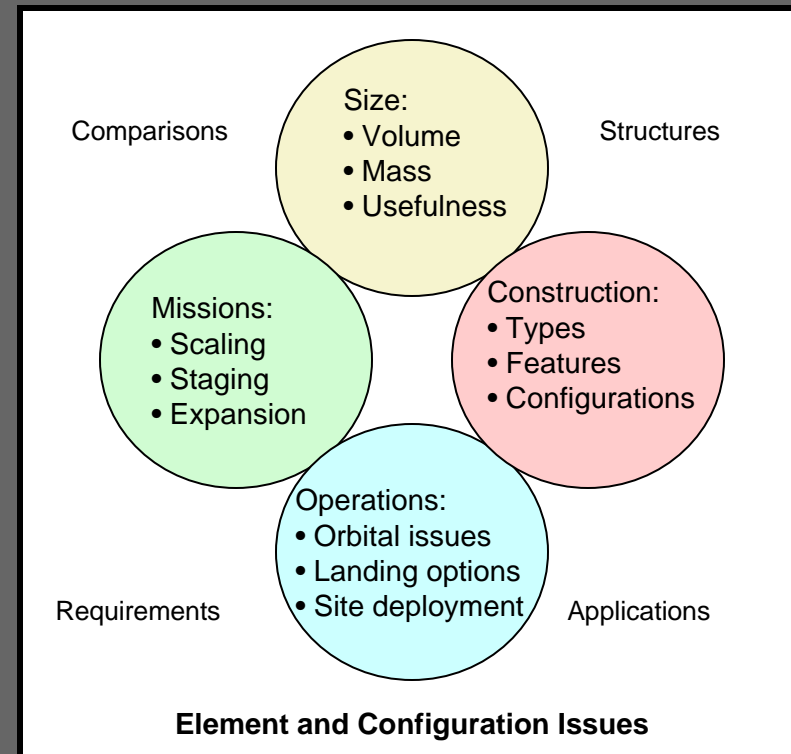 Comparisons
Size:
• Volume
• Mass
• Usefulness
Structures
Missions:
• Scaling
• Staging
• Expansion
Construction:
• Types
• Features
• Configurations
Operations:
• Orbital issues
• Landing options
• Site deployment
Requirements
Applications
Element and Configuration Issues